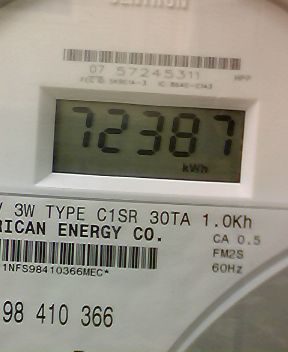 07 57245311
72387
kWh
V 3W TYPE C1SR 30TA 1.0Kh
RICAN ENERGY CO.
CA 0.5
FM2S
60Hz
1NFS98410366MEC*
98 410 366